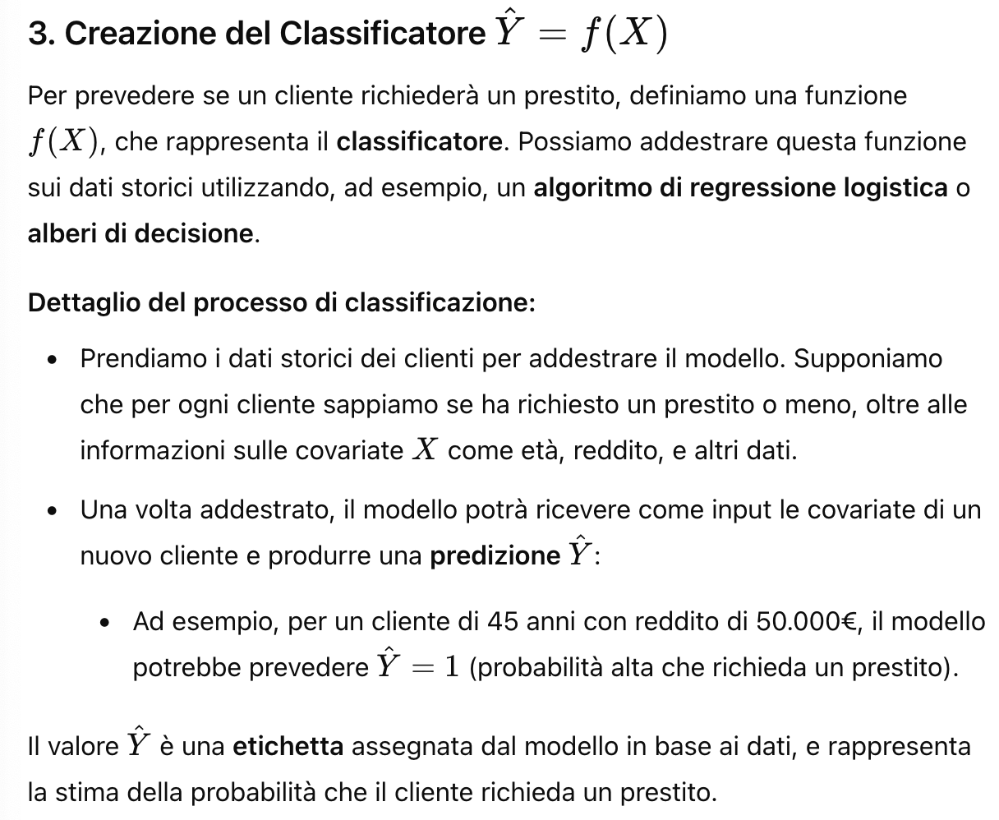 3. Creazione del Classificatore Ŷ = f(X)
Per prevedere se un cliente richiederà un prestito, definiamo una funzione
f(X), che rappresenta il classificatore. Possiamo addestrare questa funzione
sui dati storici utilizzando, ad esempio, un algoritmo di regressione logistica o
alberi di decisione.
Dettaglio del processo di classificazione:
• Prendiamo i dati storici dei clienti per addestrare il modello. Supponiamo
che per ogni cliente sappiamo se ha richiesto un prestito o meno, oltre alle
informazioni sulle covariate X come età, reddito, e altri dati.
• Una volta addestrato, il modello potrà ricevere come input le covariate di un
nuovo cliente e produrre una predizione Ŷ:
• Ad esempio, per un cliente di 45 anni con reddito di 50.000€, il modello
potrebbe prevedere Ŷ = 1 (probabilità alta che richieda un prestito).
Il valore Ŷ è una etichetta assegnata dal modello in base ai dati, e rappresenta
la stima della probabilità che il cliente richieda un prestito.